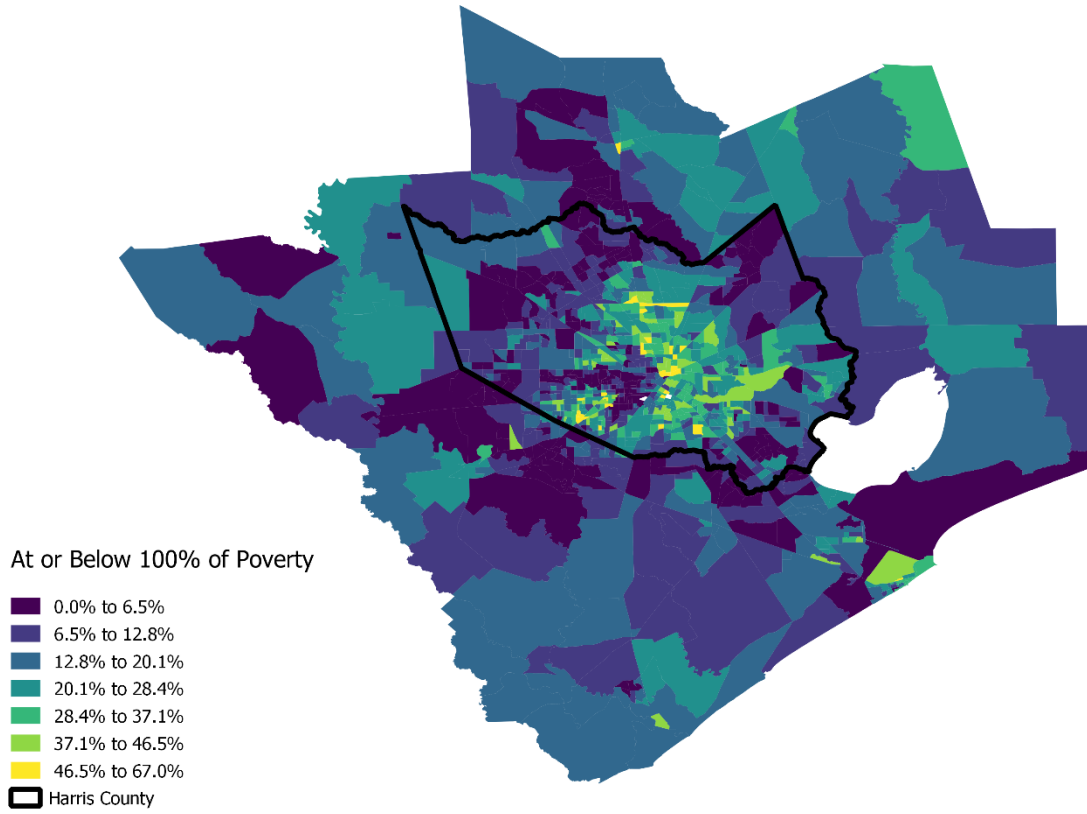 At or Below 100% of Poverty
0.0% to 6.5%
6.5% to 12.8%
12.8% to 20.1%
20.1% to 28.4%
28.4% to 37.1%
37.1% to 46.5%
46.5% to 67.0%
Harris County